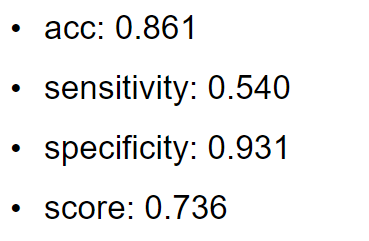 • acc: 0.861
• sensitivity: 0.540
• specificity: 0.931
• score: 0.736